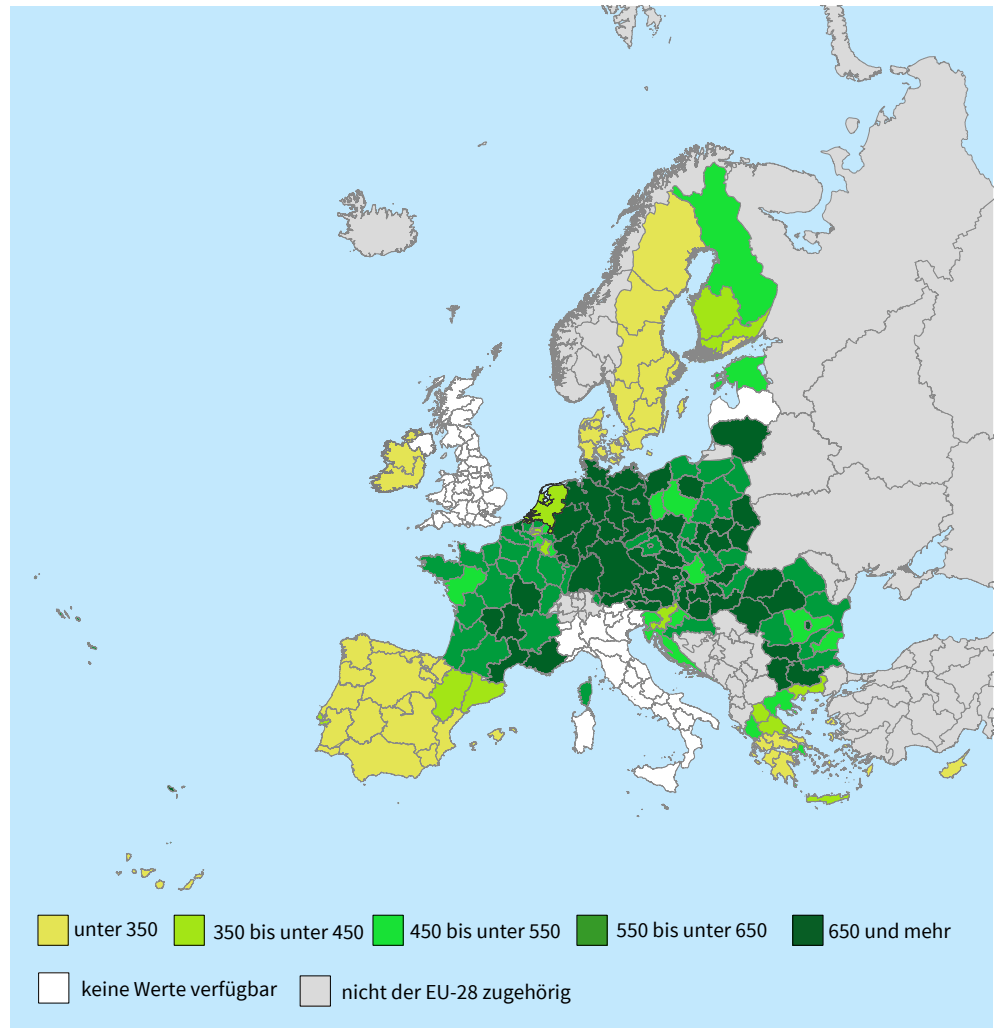 unter 350
350 bis unter 450
450 bis unter 550
550 bis unter 650
650 und mehr
keine Werte verfügbar
nicht der EU-28 zugehörig